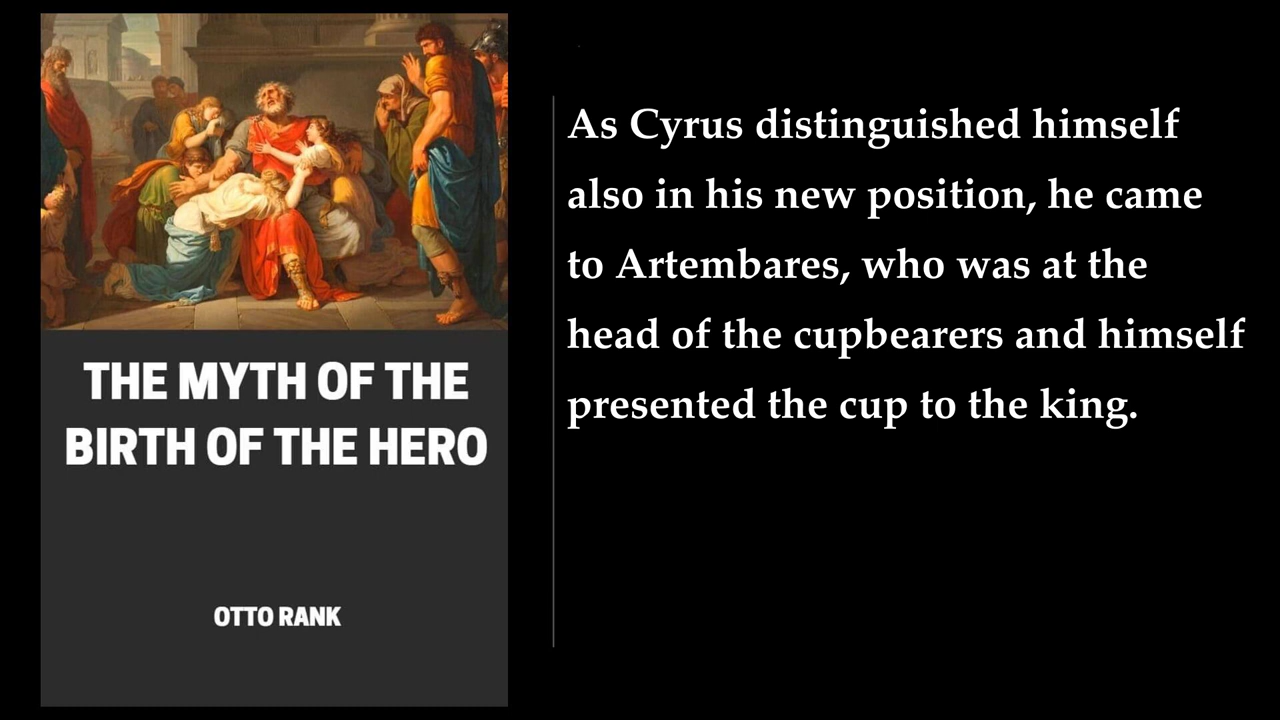 THE MYTH OF THE
BIRTH OF THE HERO
OTTO RANK
As Cyrus distinguished himself
also in his new position, he came
to Artembares, who was at the
head of the cupbearers and himself
presented the cup to the king.